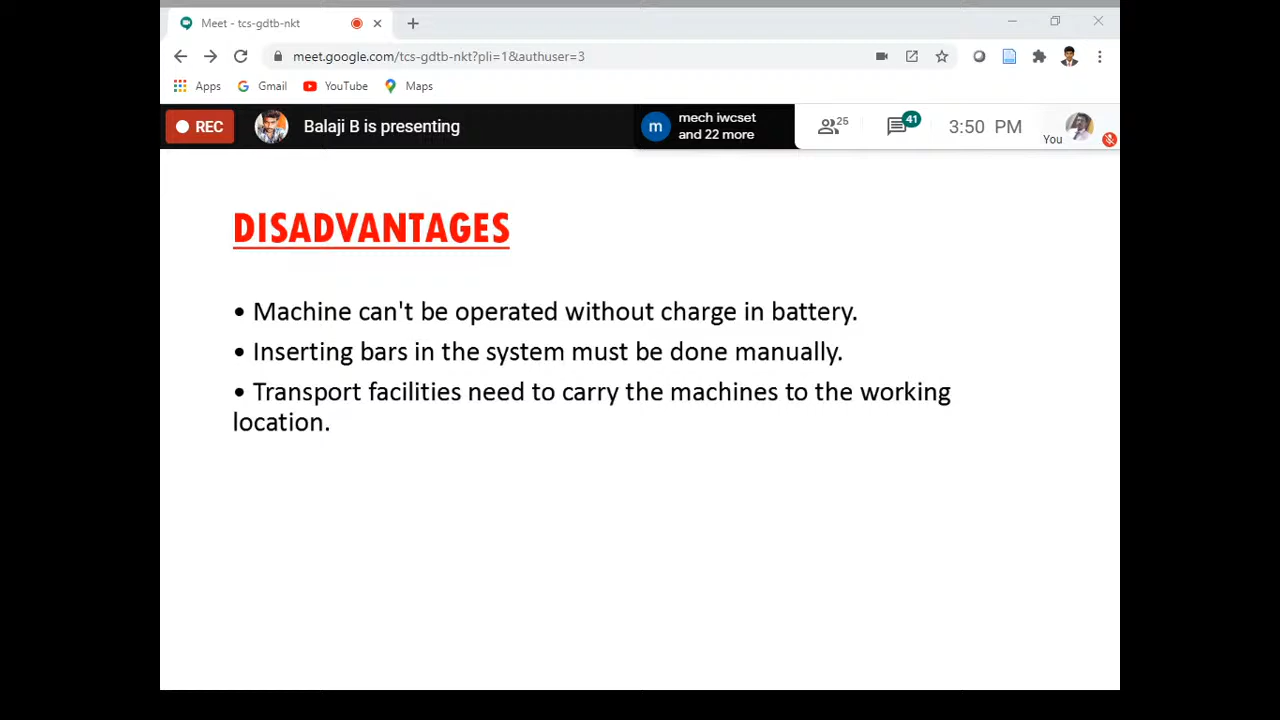 Meet - tcs-gdtb-nkt
meet.google.com/tcs-gdtb-nkt?pli=1&authuser=3
Apps Gmail YouTube Maps
REC Balaji B is presenting
mech iwcset
and 22 more
25
41
3:50 PM
You
DISADVANTAGES
• Machine can't be operated without charge in battery.
• Inserting bars in the system must be done manually.
• Transport facilities need to carry the machines to the working
location.